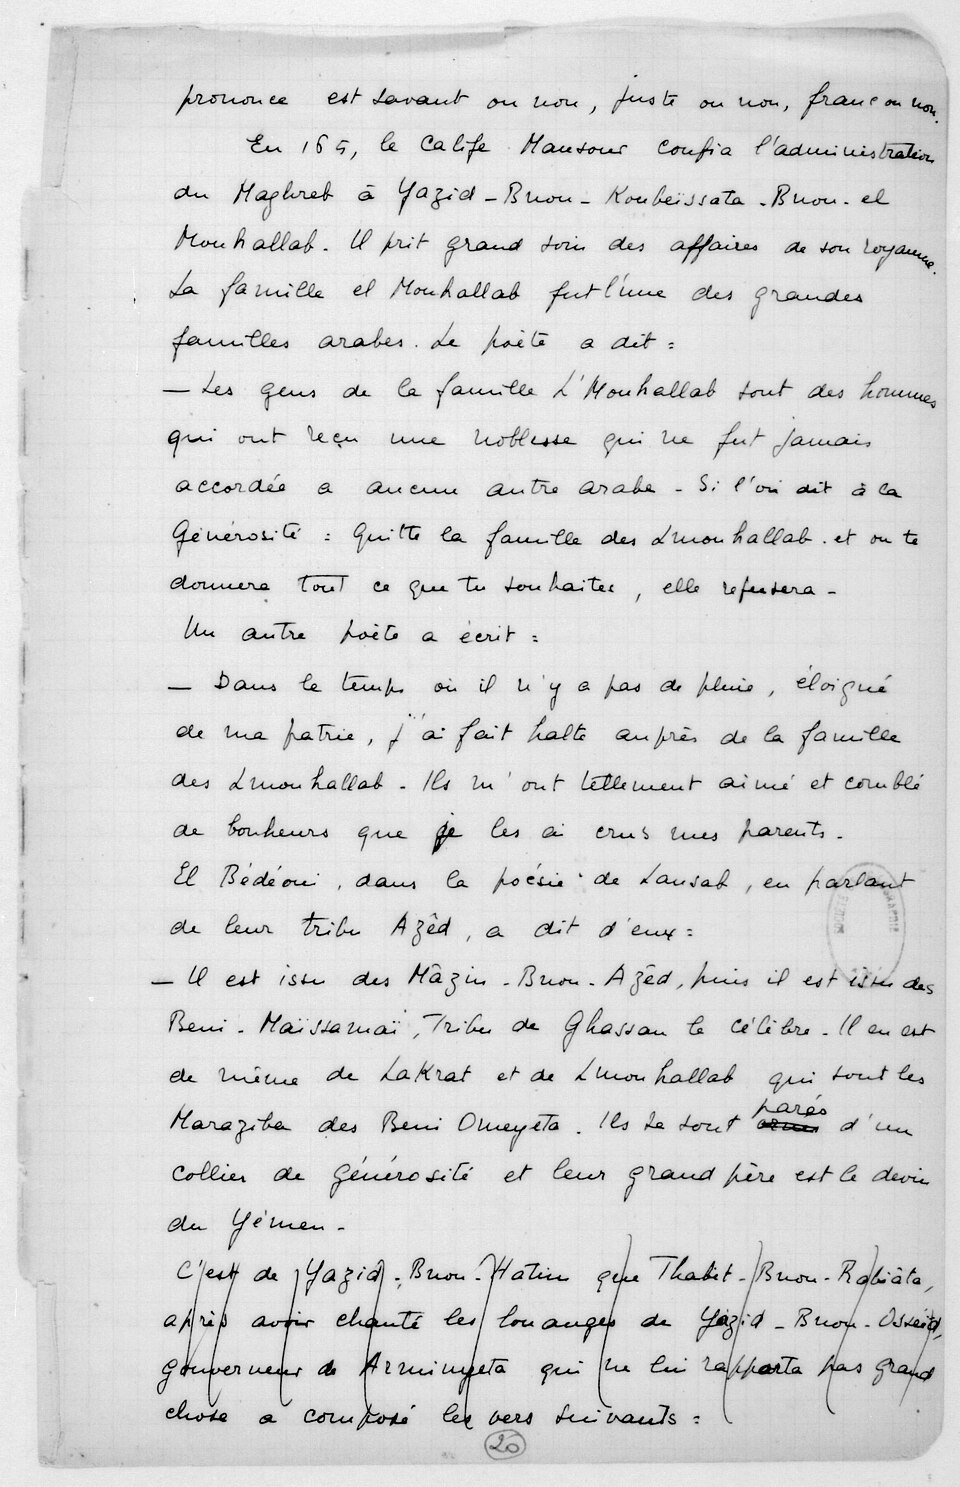 prononce est savant ou non, juste ou non, franc ou non.
En 165, le Calife Mansour confia l'administration
du Maghreb à Yazid - Bnou - Koubeïssata - Bnou - el
Mouhallab. Il prit grand soin des affaires de son royaume.
La famille el Mouhallab fut l'une des grandes
familles arabes. Le poète a dit :
— Les gens de la famille L'Mouhallab sont des hommes
qui ont reçu une noblesse qui ne fut jamais
accordée a aucun autre arabe - Si l'on dit à la
Générosité : quitte la famille des Lmouhallab. et on te
donnera tout ce que tu souhaites, elle refusera -
Un autre poète a écrit :
— Dans le temps où il n'y a pas de pluie, éloigné
de ma patrie, j'ai fait halte auprès de la famille
des Lmouhallab - Ils m'ont tellement aimé et comblé
de bonheurs que je les ai crus mes parents -
El Bédéoui, dans la poésie de Lansab, en parlant
de leur tribu Azêd, a dit d'eux :
— Il est issu des Mâzin - Bnou - Azêd, puis il est issu des
Beni - Maïssamaï, Tribu de Ghassan le célèbre - Il en est
de même de LaKrat et de Lmouhallab qui sont les
Maraziba des Beni Omeyéta. Ils se sont parés d'un
collier de générosité et leur grand père est le devin
du Yémen -
C'est de Yazid - Bnou - Hatim que Thabit - Bnou - Rabiâta,
après avoir chanté les louanges de Yazid - Bnou - Osseïd,
gouverneur de Arminyeta qui ne lui rapporta pas grand
chose a composé les vers suivants :
20